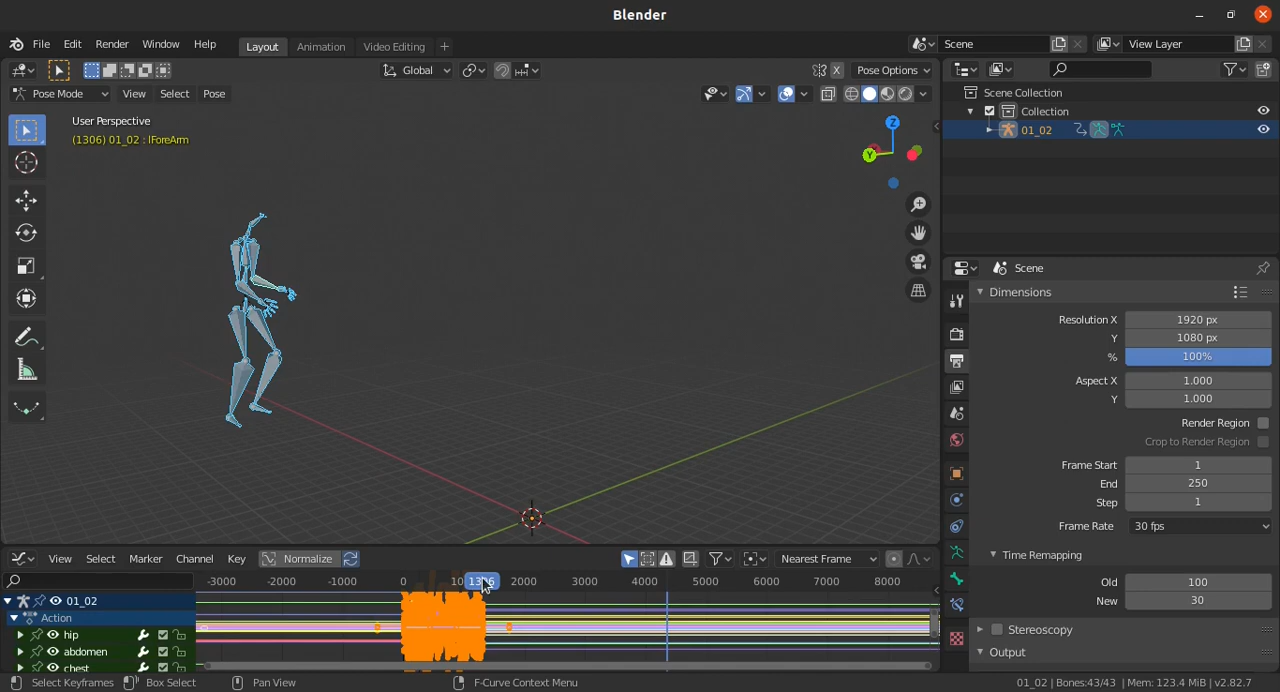 Blender
File Edit Render Window Help Layout Animation Video Editing + Scene View Layer
Global Pose Options
Pose Mode View Select Pose
User Perspective
(1306) 01_02 : lForeArm
Z
Y
Scene Collection
Collection
01_02
Scene
Dimensions
Resolution X 1920 px
Y 1080 px
% 100%
Aspect X 1.000
Y 1.000
Render Region
Crop to Render Region
Frame Start 1
End 250
Step 1
Frame Rate 30 fps
Time Remapping
Old 100
New 30
Stereoscopy
Output
View Select Marker Channel Key Normalize Nearest Frame
-3000 -2000 -1000 0 1306 2000 3000 4000 5000 6000 7000 8000
01_02
Action
hip
abdomen
chest
Select Keyframes Box Select Pan View F-Curve Context Menu 01_02 | Bones:43/43 | Mem: 123.4 MiB | v2.82.7